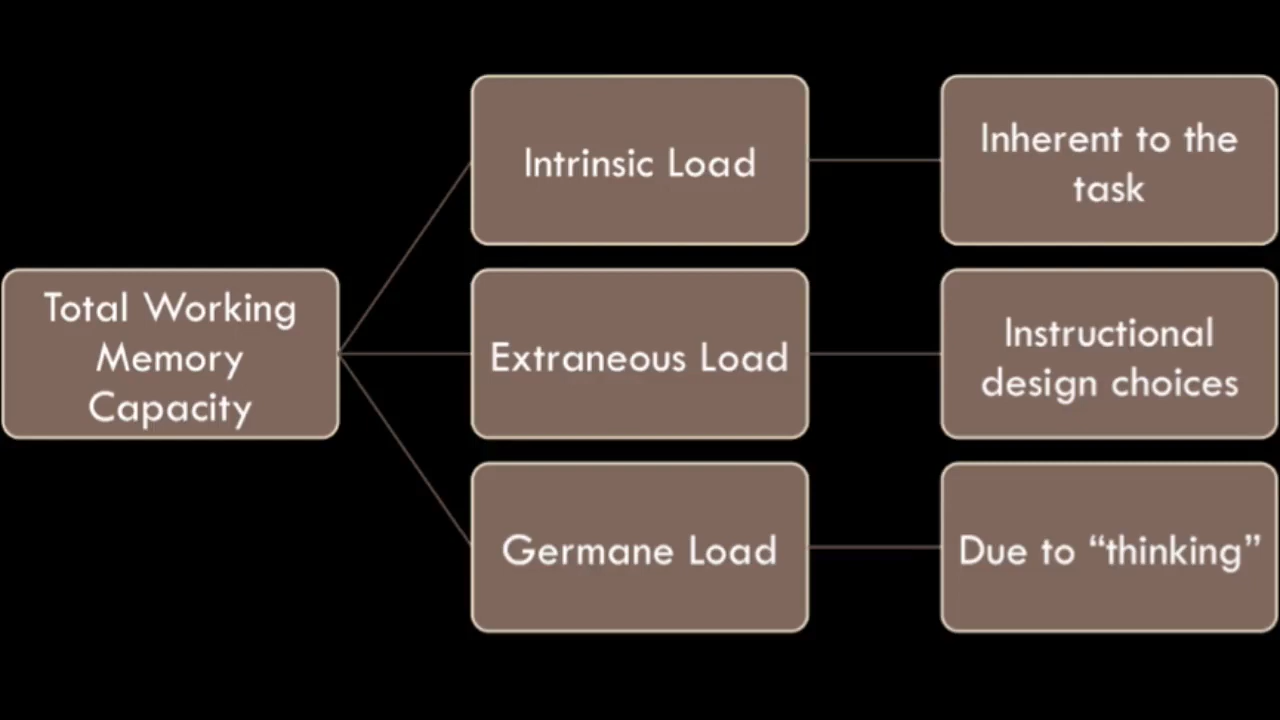 Total Working
Memory
Capacity
Intrinsic Load
Inherent to the
task
Extraneous Load
Instructional
design choices
Germane Load
Due to “thinking”